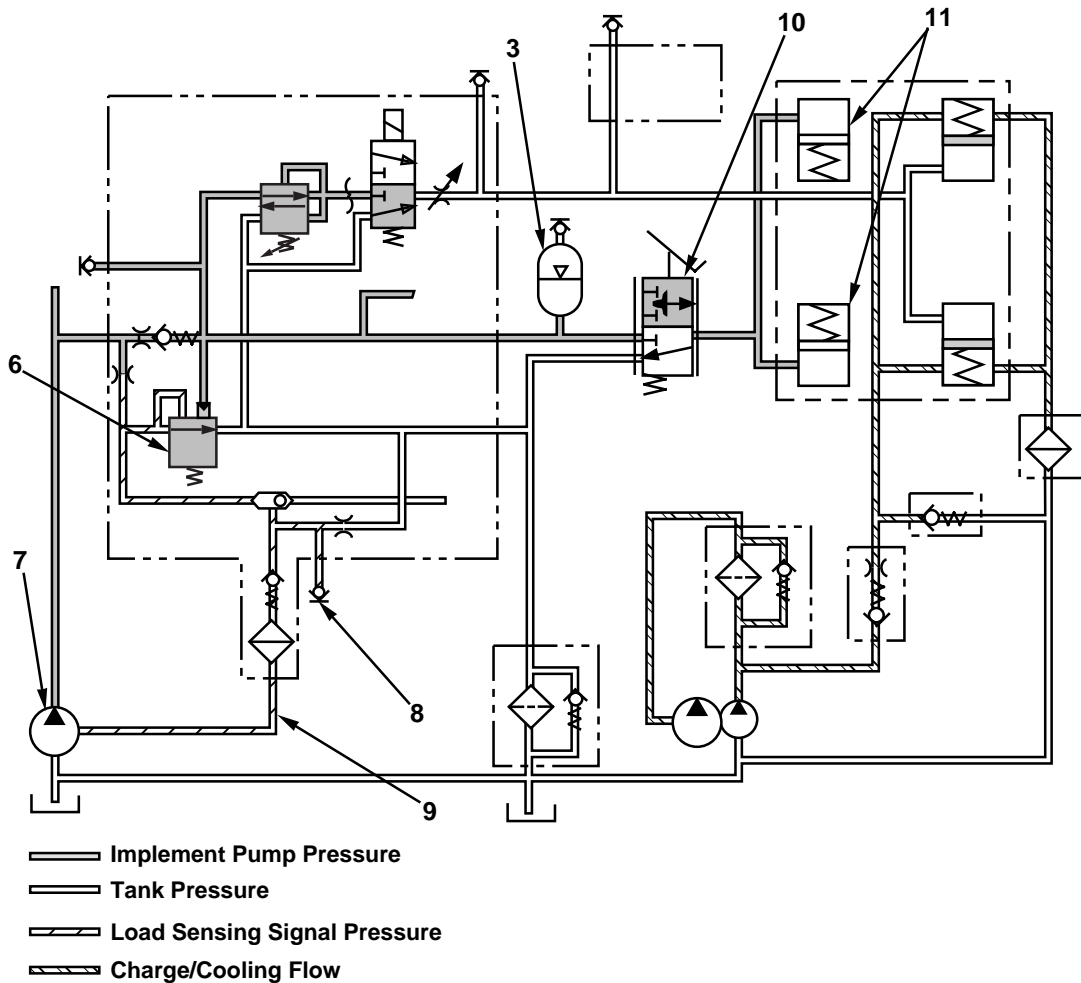 10
11
3
6
7
8
9
Implement Pump Pressure
Tank Pressure
Load Sensing Signal Pressure
Charge/Cooling Flow